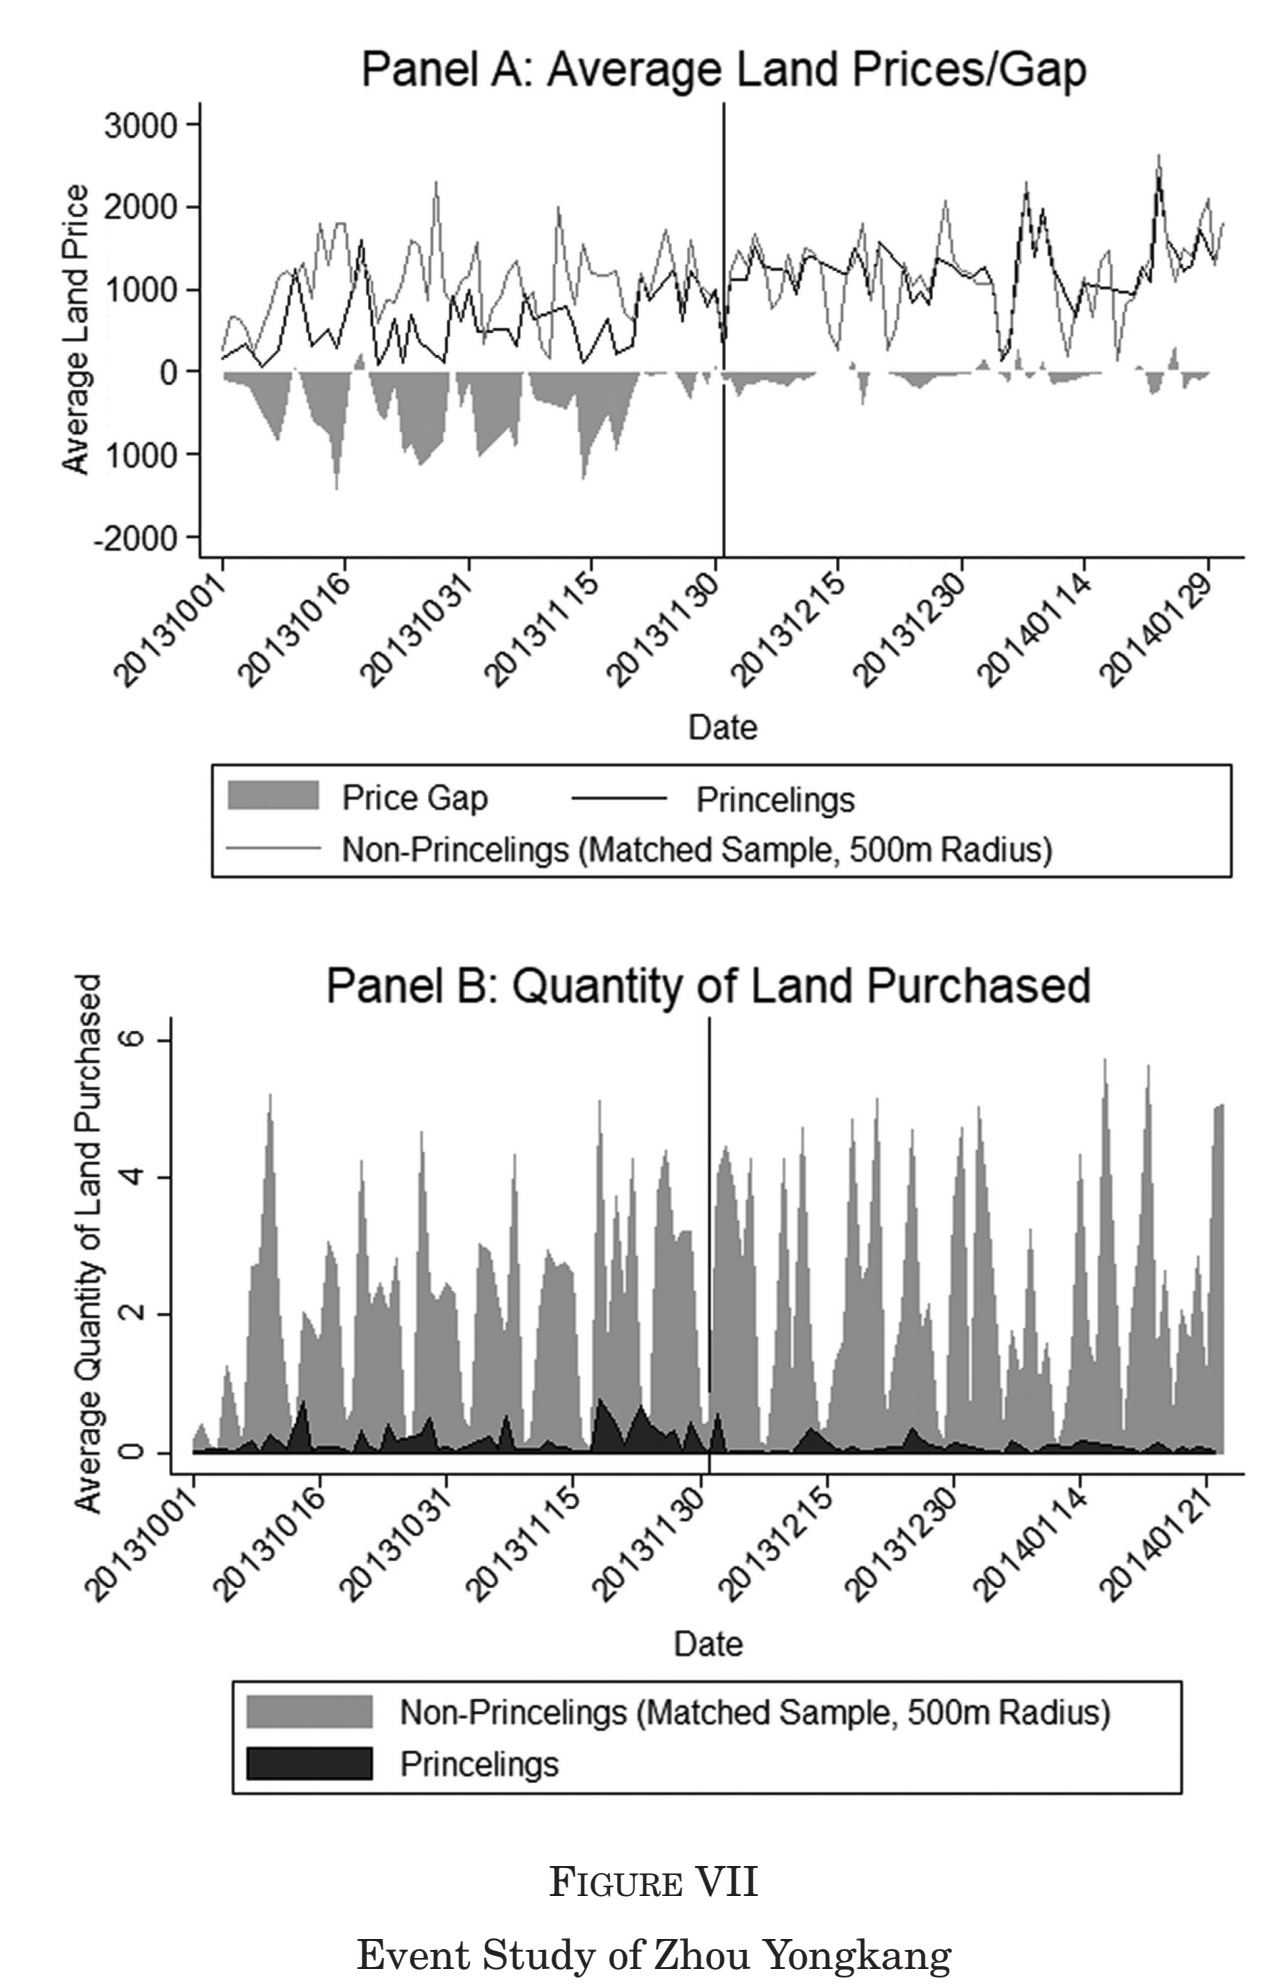 Panel A: Average Land Prices/Gap
Average Land Price
3000
2000
1000
0
1000
-2000
20131001
20131016
20131031
20131115
20131130
20131215
20131230
20140114
20140129
Date
Price Gap
Princelings
Non-Princelings (Matched Sample, 500m Radius)
Panel B: Quantity of Land Purchased
Average Quantity of Land Purchased
6
4
2
0
20131001
20131016
20131031
20131115
20131130
20131215
20131230
20140114
20140121
Date
Non-Princelings (Matched Sample, 500m Radius)
Princelings
FIGURE VII
Event Study of Zhou Yongkang